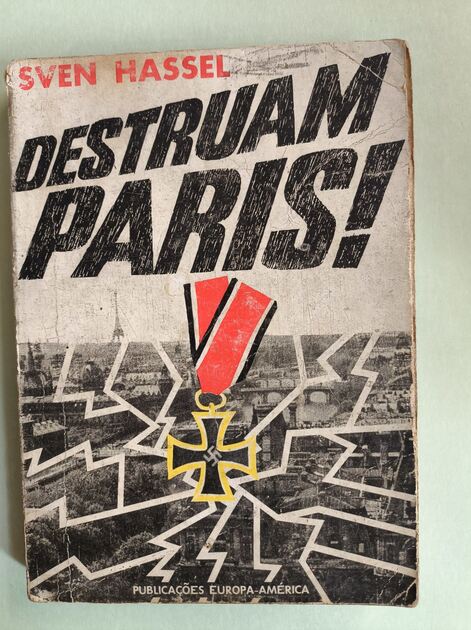 SVEN HASSEL
DESTRUAM
PARIS!
PUBLICAÇÕES EUROPA-AMÉRICA